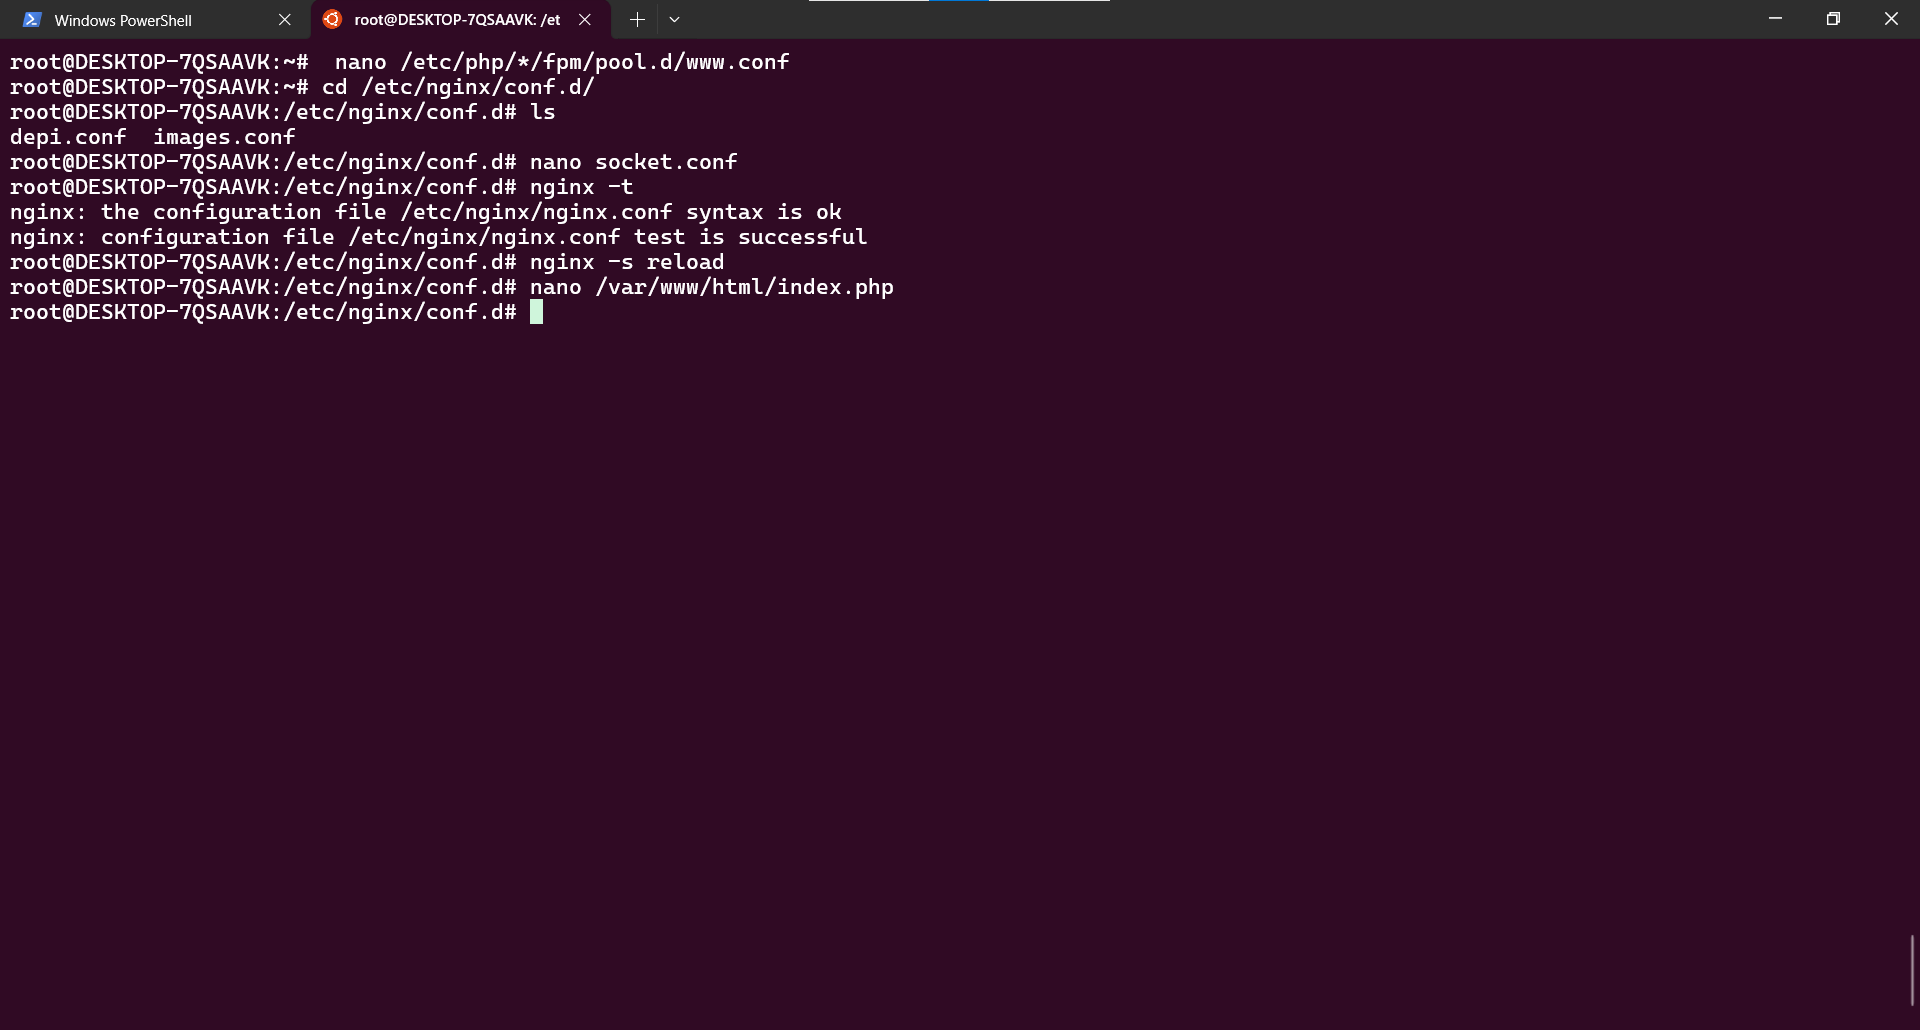 Windows PowerShell
root@DESKTOP-7QSAAVK: /et
root@DESKTOP-7QSAAVK:~#  nano /etc/php/*/fpm/pool.d/www.conf
root@DESKTOP-7QSAAVK:~# cd /etc/nginx/conf.d/
root@DESKTOP-7QSAAVK:/etc/nginx/conf.d# ls
depi.conf  images.conf
root@DESKTOP-7QSAAVK:/etc/nginx/conf.d# nano socket.conf
root@DESKTOP-7QSAAVK:/etc/nginx/conf.d# nginx -t
nginx: the configuration file /etc/nginx/nginx.conf syntax is ok
nginx: configuration file /etc/nginx/nginx.conf test is successful
root@DESKTOP-7QSAAVK:/etc/nginx/conf.d# nginx -s reload
root@DESKTOP-7QSAAVK:/etc/nginx/conf.d# nano /var/www/html/index.php
root@DESKTOP-7QSAAVK:/etc/nginx/conf.d#